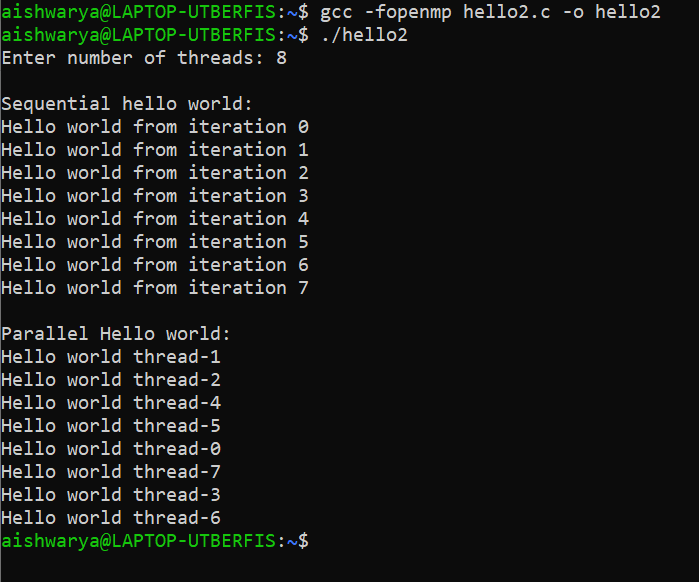 aishwarya@LAPTOP-UTBERFIS:~$ gcc -fopenmp hello2.c -o hello2
aishwarya@LAPTOP-UTBERFIS:~$ ./hello2
Enter number of threads: 8
Sequential hello world:
Hello world from iteration 0
Hello world from iteration 1
Hello world from iteration 2
Hello world from iteration 3
Hello world from iteration 4
Hello world from iteration 5
Hello world from iteration 6
Hello world from iteration 7
Parallel Hello world:
Hello world thread-1
Hello world thread-2
Hello world thread-4
Hello world thread-5
Hello world thread-0
Hello world thread-7
Hello world thread-3
Hello world thread-6
aishwarya@LAPTOP-UTBERFIS:~$